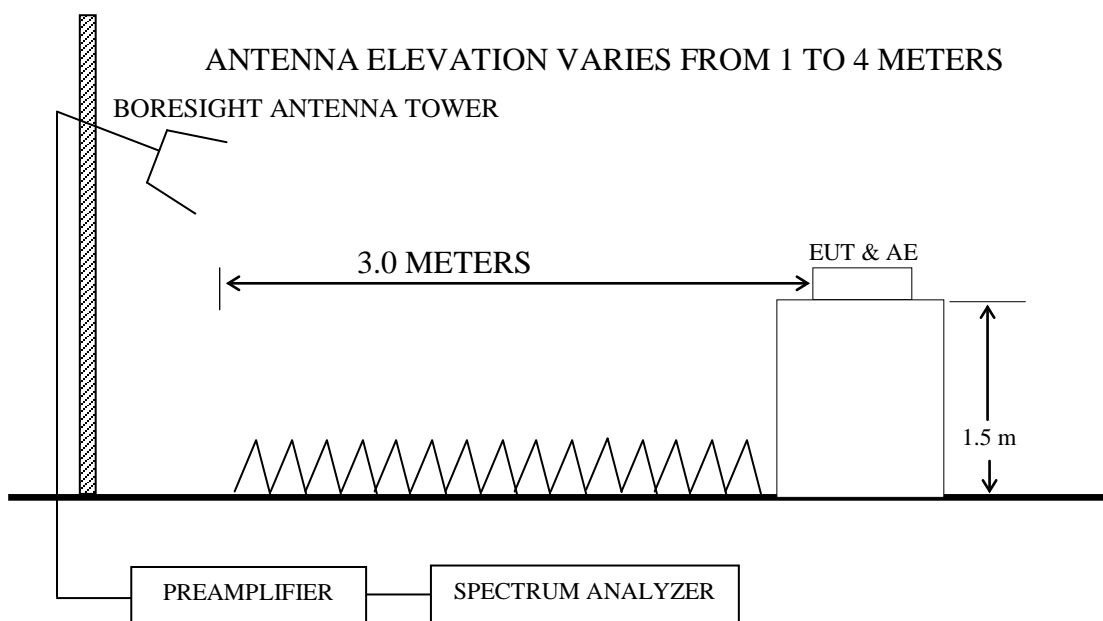 ANTENNA ELEVATION VARIES FROM 1 TO 4 METERS
BORESIGHT ANTENNA TOWER
EUT & AE
3.0 METERS
1.5 m
PREAMPLIFIER
SPECTRUM ANALYZER